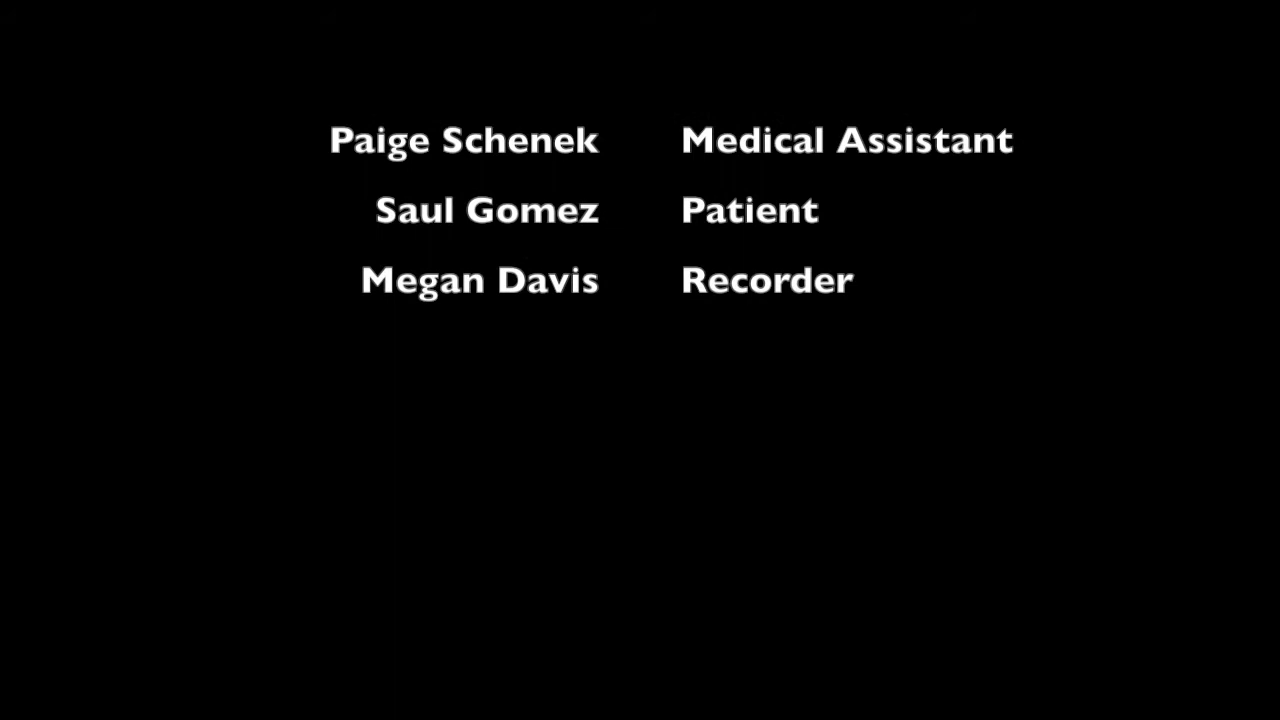 Paige Schenek Medical Assistant
Saul Gomez Patient
Megan Davis Recorder